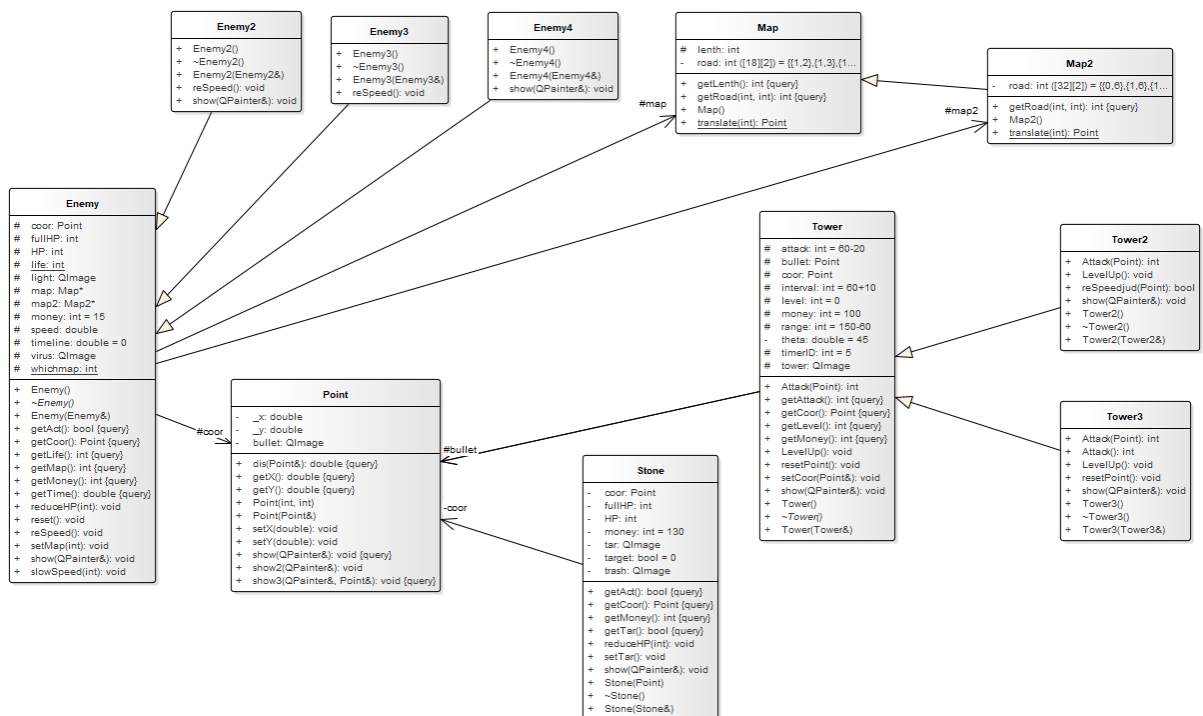 Enemy2
+ Enemy2()
+ ~Enemy2()
+ Enemy2(Enemy2&)
+ reSpeed(): void
+ show(QPainter&): void
Enemy3
+ Enemy3()
+ ~Enemy3()
+ Enemy3(Enemy3&)
+ reSpeed(): void
Enemy4
+ Enemy4()
+ ~Enemy4()
+ Enemy4(Enemy4&)
+ show(QPainter&): void
Map
# lenth: int
- road: int ([18][2]) = {{1,2},{1,3},{1...
+ getLenth(): int {query}
+ getRoad(int, int): int {query}
+ Map()
+ translate(int): Point
Map2
- road: int ([32][2]) = {{0,6},{1,6},{1...
+ getRoad(int, int): int {query}
+ Map2()
+ translate(int): Point
#map
#map2
Enemy
# coor: Point
# fullHP: int
# HP: int
# life: int
# light: QImage
# map: Map*
# map2: Map2*
# money: int = 15
# speed: double
# timeline: double = 0
# virus: QImage
# whichmap: int
+ Enemy()
+ ~Enemy()
+ Enemy(Enemy&)
+ getAct(): bool {query}
+ getCoor(): Point {query}
+ getLife(): int {query}
+ getMap(): int {query}
+ getMoney(): int {query}
+ getTime(): double {query}
+ reduceHP(int): void
+ reset(): void
+ reSpeed(): void
+ setMap(int): void
+ show(QPainter&): void
+ slowSpeed(int): void
#coor
Point
- _x: double
- _y: double
- bullet: QImage
+ dis(Point&): double {query}
+ getX(): double {query}
+ getY(): double {query}
+ Point(int, int)
+ Point(Point&)
+ setX(double): void
+ setY(double): void
+ show(QPainter&): void {query}
+ show2(QPainter&): void
+ show3(QPainter&, Point&): void {query}
#bullet
-coor
Stone
- coor: Point
- fullHP: int
- HP: int
- money: int = 130
- tar: QImage
- target: bool = 0
- trash: QImage
+ getAct(): bool {query}
+ getCoor(): Point {query}
+ getMoney(): int {query}
+ getTar(): bool {query}
+ reduceHP(int): void
+ setTar(): void
+ show(QPainter&): void
+ Stone(Point)
+ ~Stone()
+ Stone(Stone&)
Tower
# attack: int = 60-20
# bullet: Point
# coor: Point
# interval: int = 60+10
# level: int = 0
# money: int = 100
# range: int = 150-60
- theta: double = 45
# timerID: int = 5
# tower: QImage
+ Attack(Point): int
+ getAttack(): int {query}
+ getCoor(): Point {query}
+ getLevel(): int {query}
+ getMoney(): int {query}
+ LevelUp(): void
+ resetPoint(): void
+ setCoor(Point&): void
+ show(QPainter&): void
+ Tower()
+ ~Tower()
+ Tower(Tower&)
Tower2
+ Attack(Point): int
+ LevelUp(): void
+ reSpeedjud(Point): bool
+ show(QPainter&): void
+ Tower2()
+ ~Tower2()
+ Tower2(Tower2&)
Tower3
+ Attack(Point): int
+ Attack(): int
+ LevelUp(): void
+ resetPoint(): void
+ show(QPainter&): void
+ Tower3()
+ ~Tower3()
+ Tower3(Tower3&)